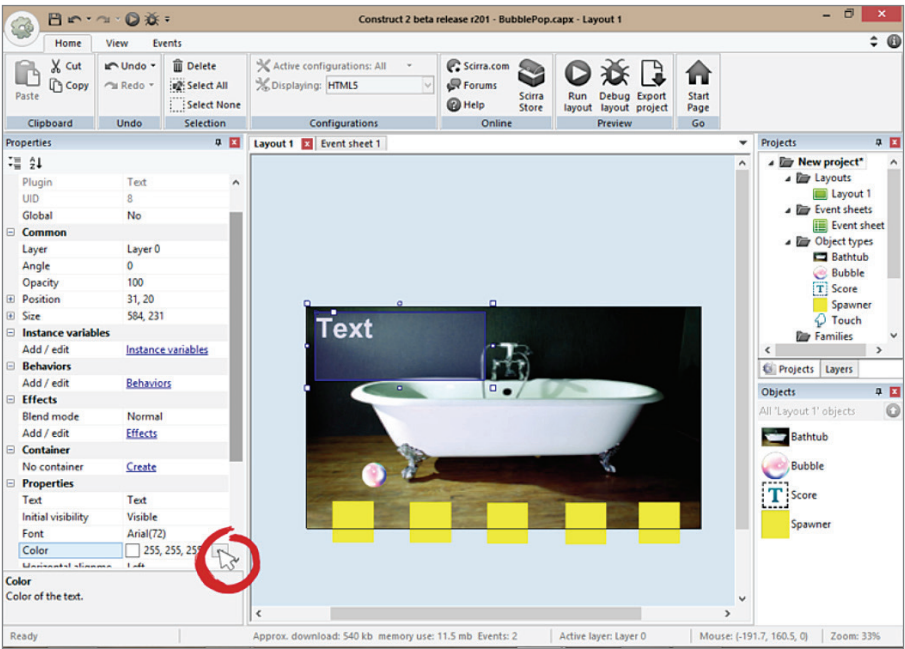 Construct 2 beta release r201 - BubblePop.capx - Layout 1
Home View Events
Paste
Cut
Copy
Clipboard
Undo
Redo
Undo
Delete
Select All
Select None
Selection
Active configurations: All
Displaying: HTML5
Configurations
Scirra.com
Forums
Help
Scirra Store
Online
Run layout
Debug layout
Export project
Preview
Start Page
Go
Properties
Plugin Text
UID 8
Global No
Common
Layer Layer 0
Angle 0
Opacity 100
Position 31, 20
Size 584, 231
Instance variables
Add / edit Instance variables
Behaviors
Add / edit Behaviors
Effects
Blend mode Normal
Add / edit Effects
Container
No container Create
Properties
Text Text
Initial visibility Visible
Font Arial(72)
Color 255, 255, 255
Left
Color
Color of the text.
Layout 1 Event sheet 1
Text
Projects
New project*
Layouts
Layout 1
Event sheets
Event sheet
Object types
Bathtub
Bubble
T Score
Spawner
Touch
Families
Projects Layers
Objects
All 'Layout 1' objects
Bathtub
Bubble
T Score
Spawner
Ready Approx. download: 540 kb memory use: 11.5 mb Events: 2 Active layer: Layer 0 Mouse: (-191.7, 160.5, 0) Zoom: 33%